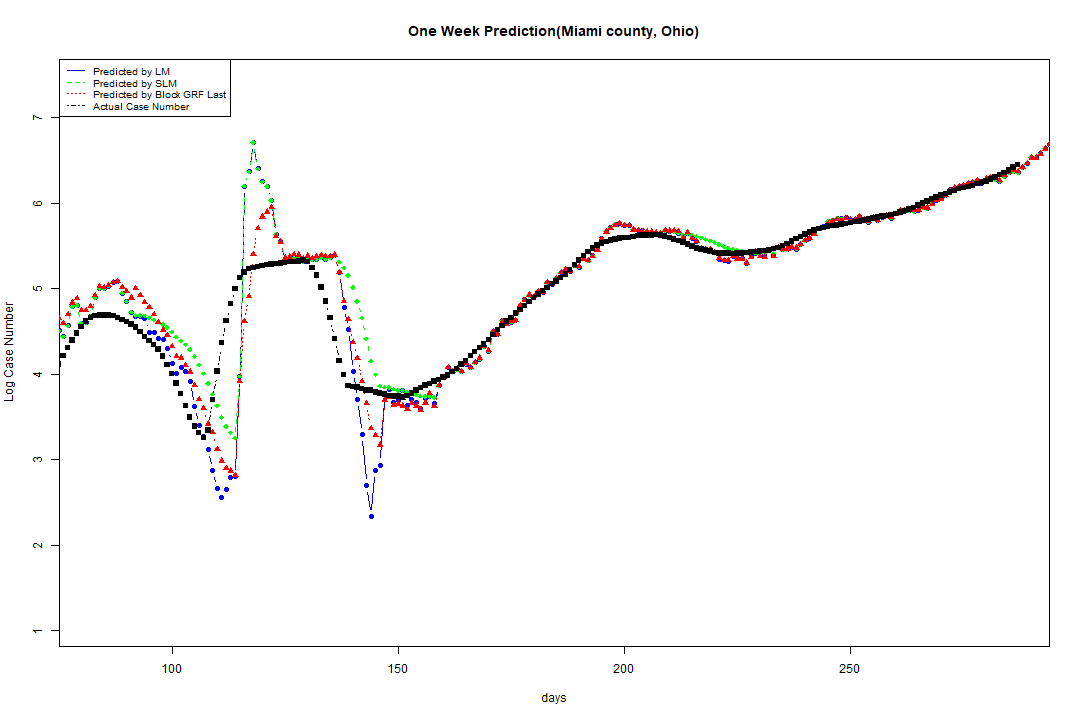 One Week Prediction(Miami county, Ohio)
Predicted by LM
Predicted by SLM
Predicted by Block GRF Last
Actual Case Number
7
6
5
4
3
2
1
Log Case Number
100 150 200 250
days